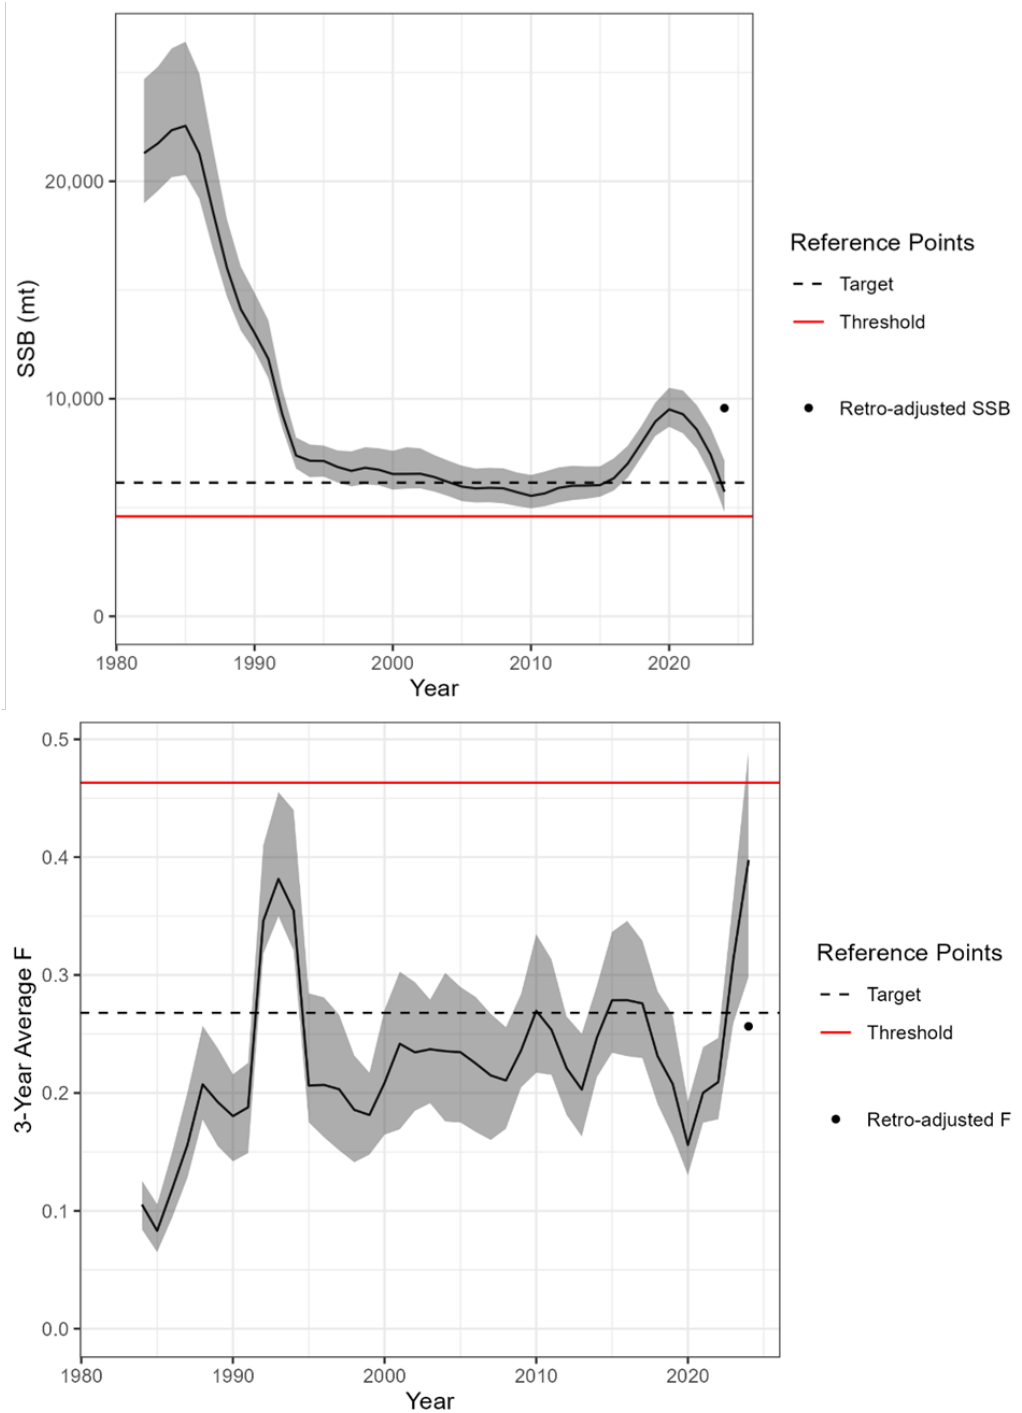 SSB (mt)
20,000
10,000
0
1980 1990 2000 2010 2020
Year
Reference Points
Target
Threshold
Retro-adjusted SSB
3-Year Average F
0.5
0.4
0.3
0.2
0.1
0.0
1980 1990 2000 2010 2020
Year
Reference Points
Target
Threshold
Retro-adjusted F